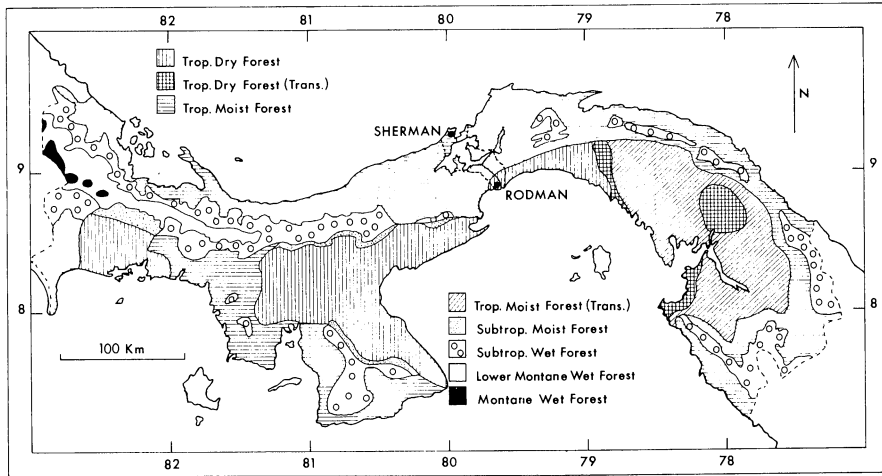 82 81 80 79 78
Trop. Dry Forest
Trop. Dry Forest (Trans.)
Trop. Moist Forest
N
SHERMAN
9 9
RODMAN
8 8
Trop. Moist Forest (Trans.)
Subtrop. Moist Forest
Subtrop. Wet Forest
Lower Montane Wet Forest
Montane Wet Forest
100 Km
82 81 80 79 78